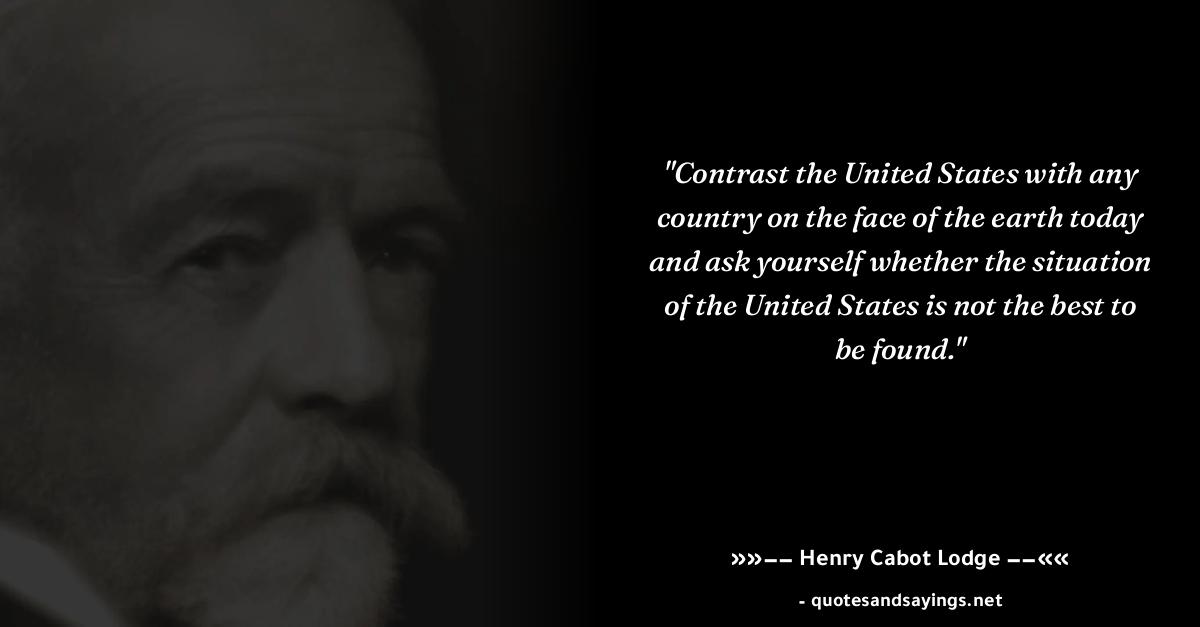 "Contrast the United States with any
country on the face of the earth today
and ask yourself whether the situation
of the United States is not the best to
be found."
»»−− Henry Cabot Lodge −−««
- quotesandsayings.net